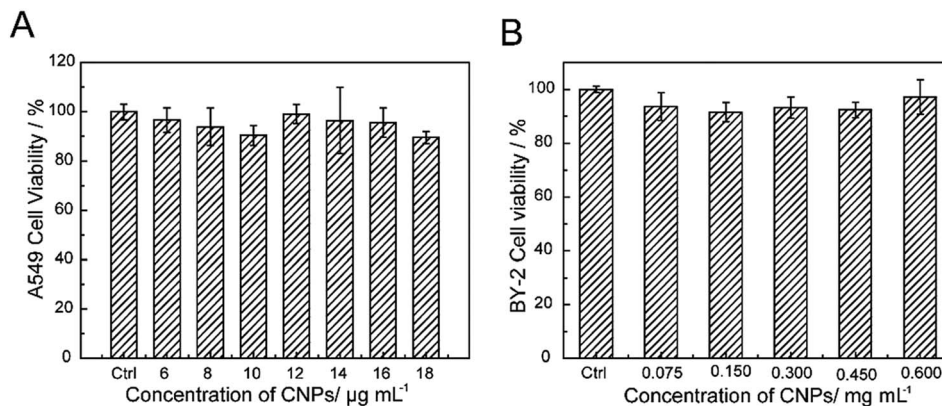 A
A549 Cell Viability / %
120
100
80
60
40
20
0
Ctrl 6 8 10 12 14 16 18
Concentration of CNPs/ µg mL⁻¹
B
BY-2 Cell viability / %
100
80
60
40
20
0
Ctrl 0.075 0.150 0.300 0.450 0.600
Concentration of CNPs/ mg mL⁻¹